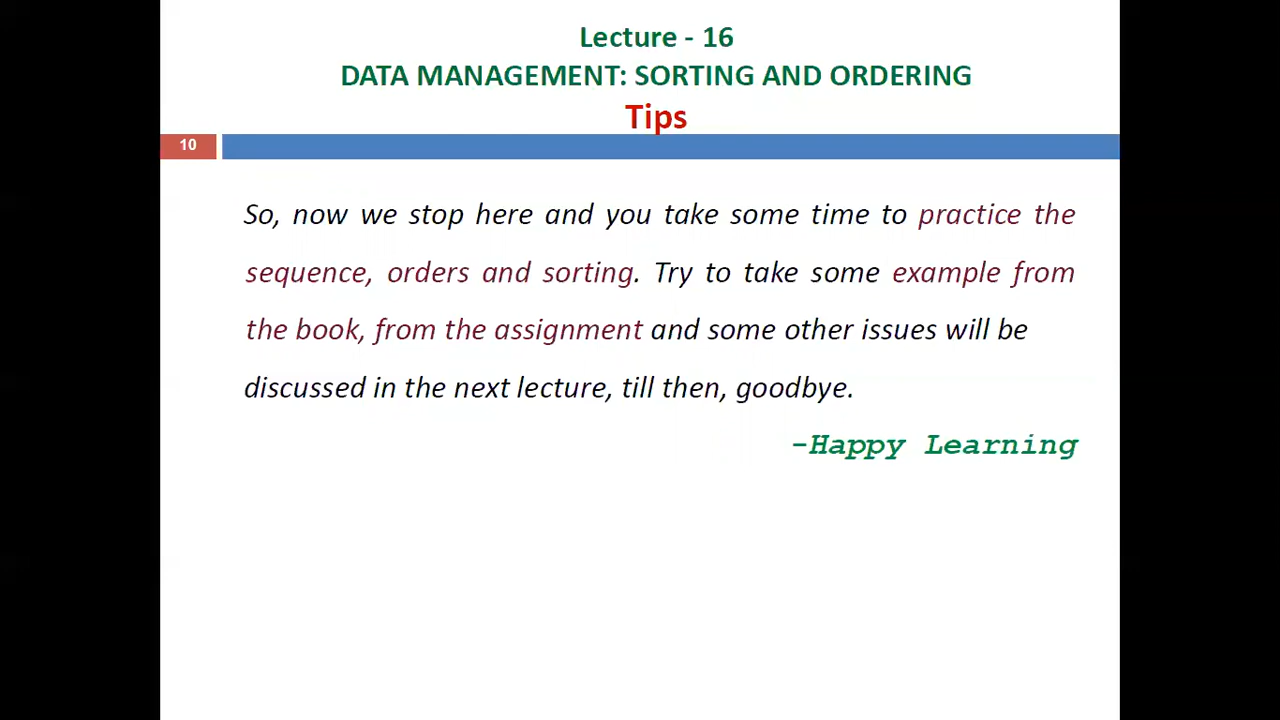 Lecture - 16
DATA MANAGEMENT: SORTING AND ORDERING
Tips
10
So, now we stop here and you take some time to practice the
sequence, orders and sorting. Try to take some example from
the book, from the assignment and some other issues will be
discussed in the next lecture, till then, goodbye.
-Happy Learning